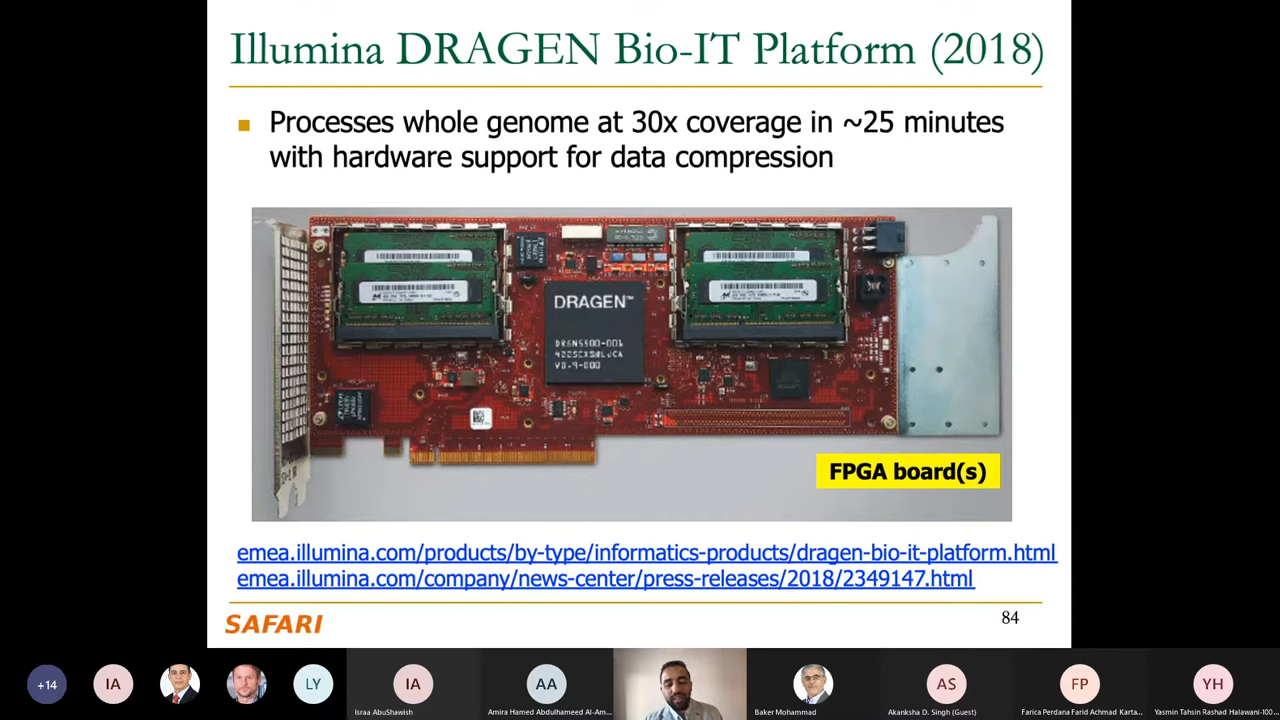 Illumina DRAGEN Bio-IT Platform (2018)
■ Processes whole genome at 30x coverage in ~25 minutes
with hardware support for data compression
DRAGEN™
V0.9-000
FPGA board(s)
emea.illumina.com/products/by-type/informatics-products/dragen-bio-it-platform.html
emea.illumina.com/company/news-center/press-releases/2018/2349147.html
SAFARI
84
+14
IA
LY
IA
AA
AS
FP
YH
Israa AbuShawish
Amira Hamed Abdulhameed Al-Am...
Baker Mohammad
Akanksha D. Singh (Guest)
Farica Perdana Farid Achmad Karta...
Yasmin Tahsin Rashad Halawani-100...